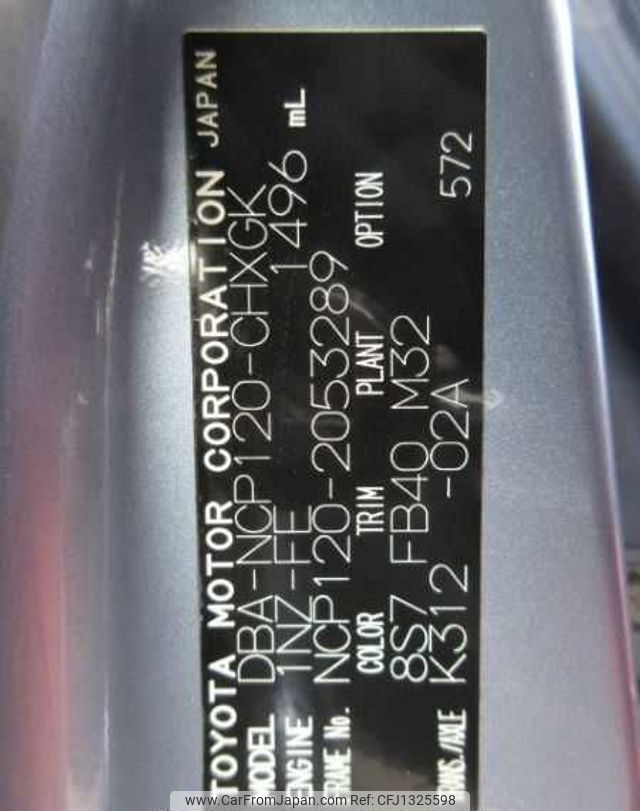 TOYOTA MOTOR CORPORATION JAPAN
MODEL DBA-NCP120-CHXGK
ENGINE 1NZ-FE 1496 mL
FRAME No. NCP120-2053289
COLOR TRIM PLANT OPTION
8S7 FB40 M32
TRANS./AXLE K312 -02A 572
www.CarFromJapan.com | CFJ1325598